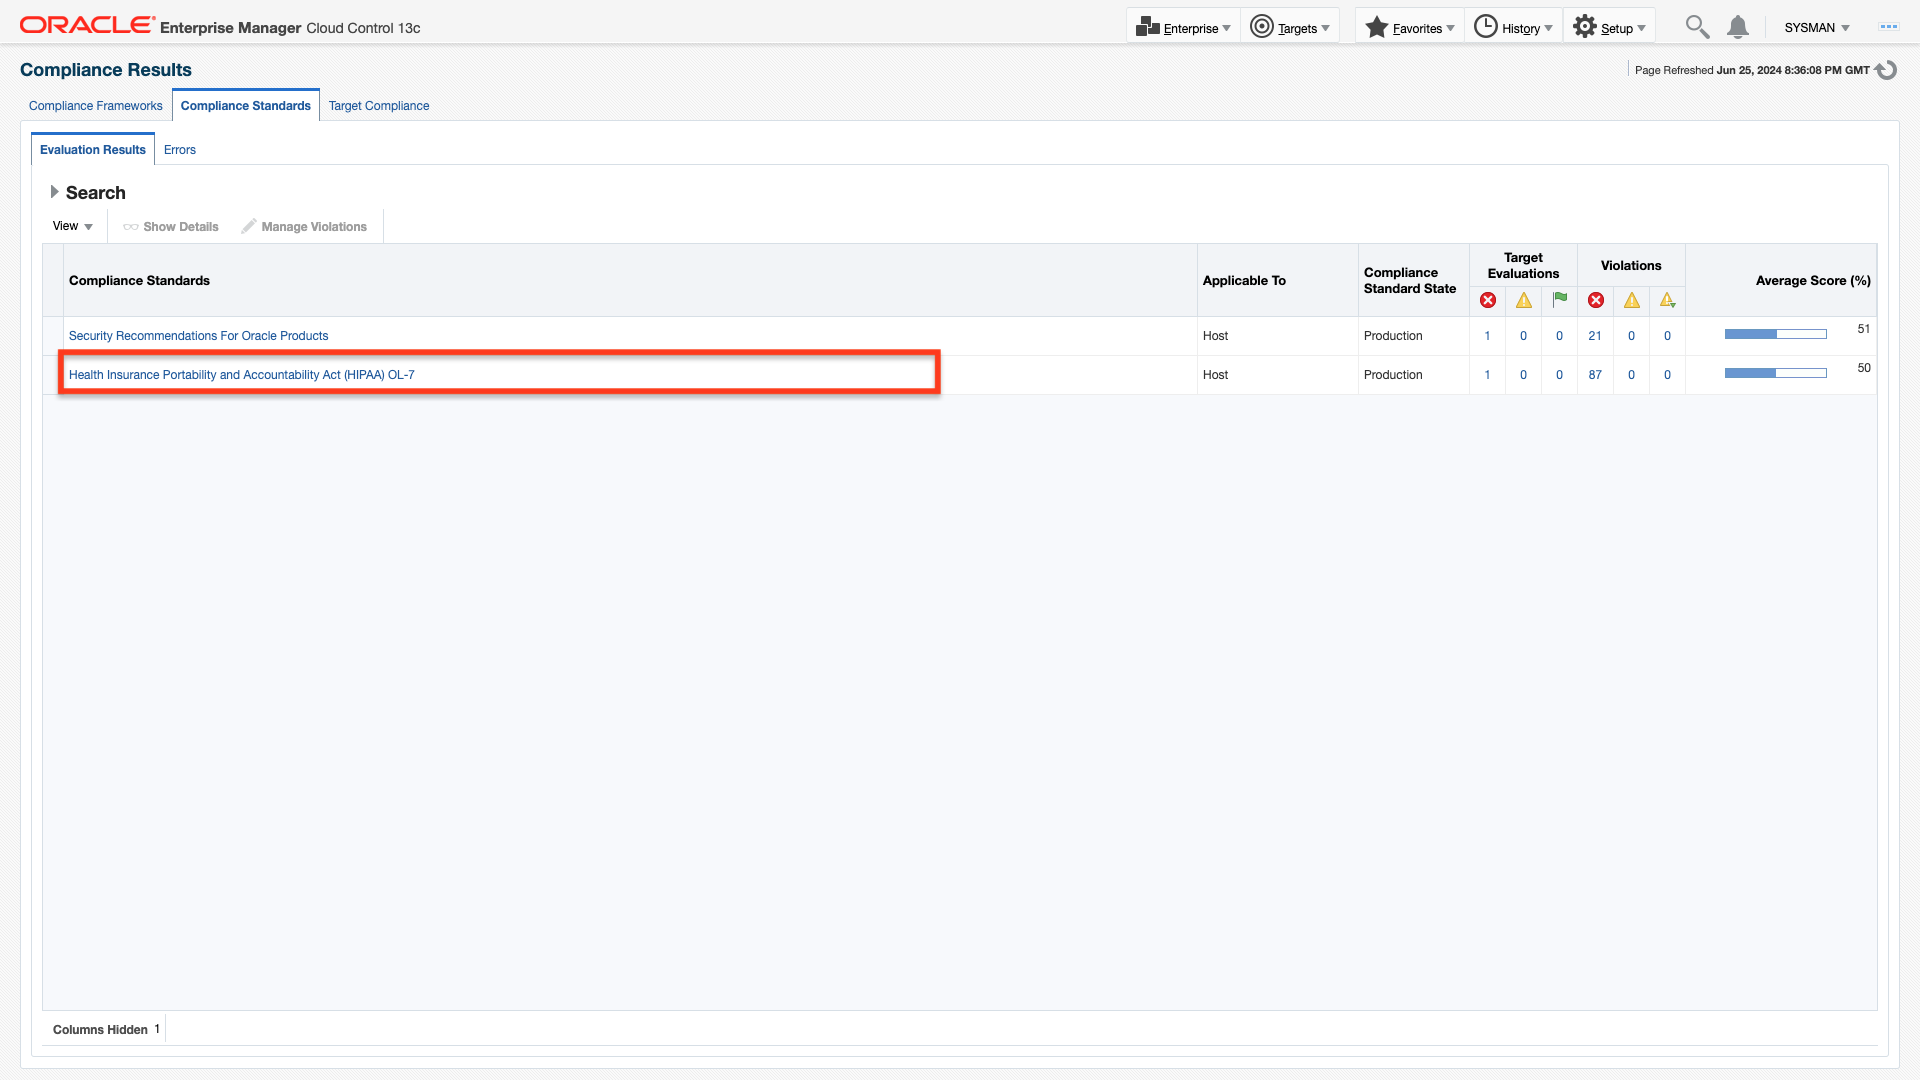 ORACLE Enterprise Manager Cloud Control 13c
Enterprise Targets Favorites History Setup SYSMAN
Compliance Results
Page Refreshed Jun 25, 2024 8:36:08 PM GMT
Compliance Frameworks Compliance Standards Target Compliance
Evaluation Results Errors
Search
View Show Details Manage Violations
Compliance Standards Applicable To Compliance Standard State Target Evaluations Violations Average Score (%)
Security Recommendations For Oracle Products Host Production 1 0 0 21 0 0 51
Health Insurance Portability and Accountability Act (HIPAA) OL-7 Host Production 1 0 0 87 0 0 50
Columns Hidden 1